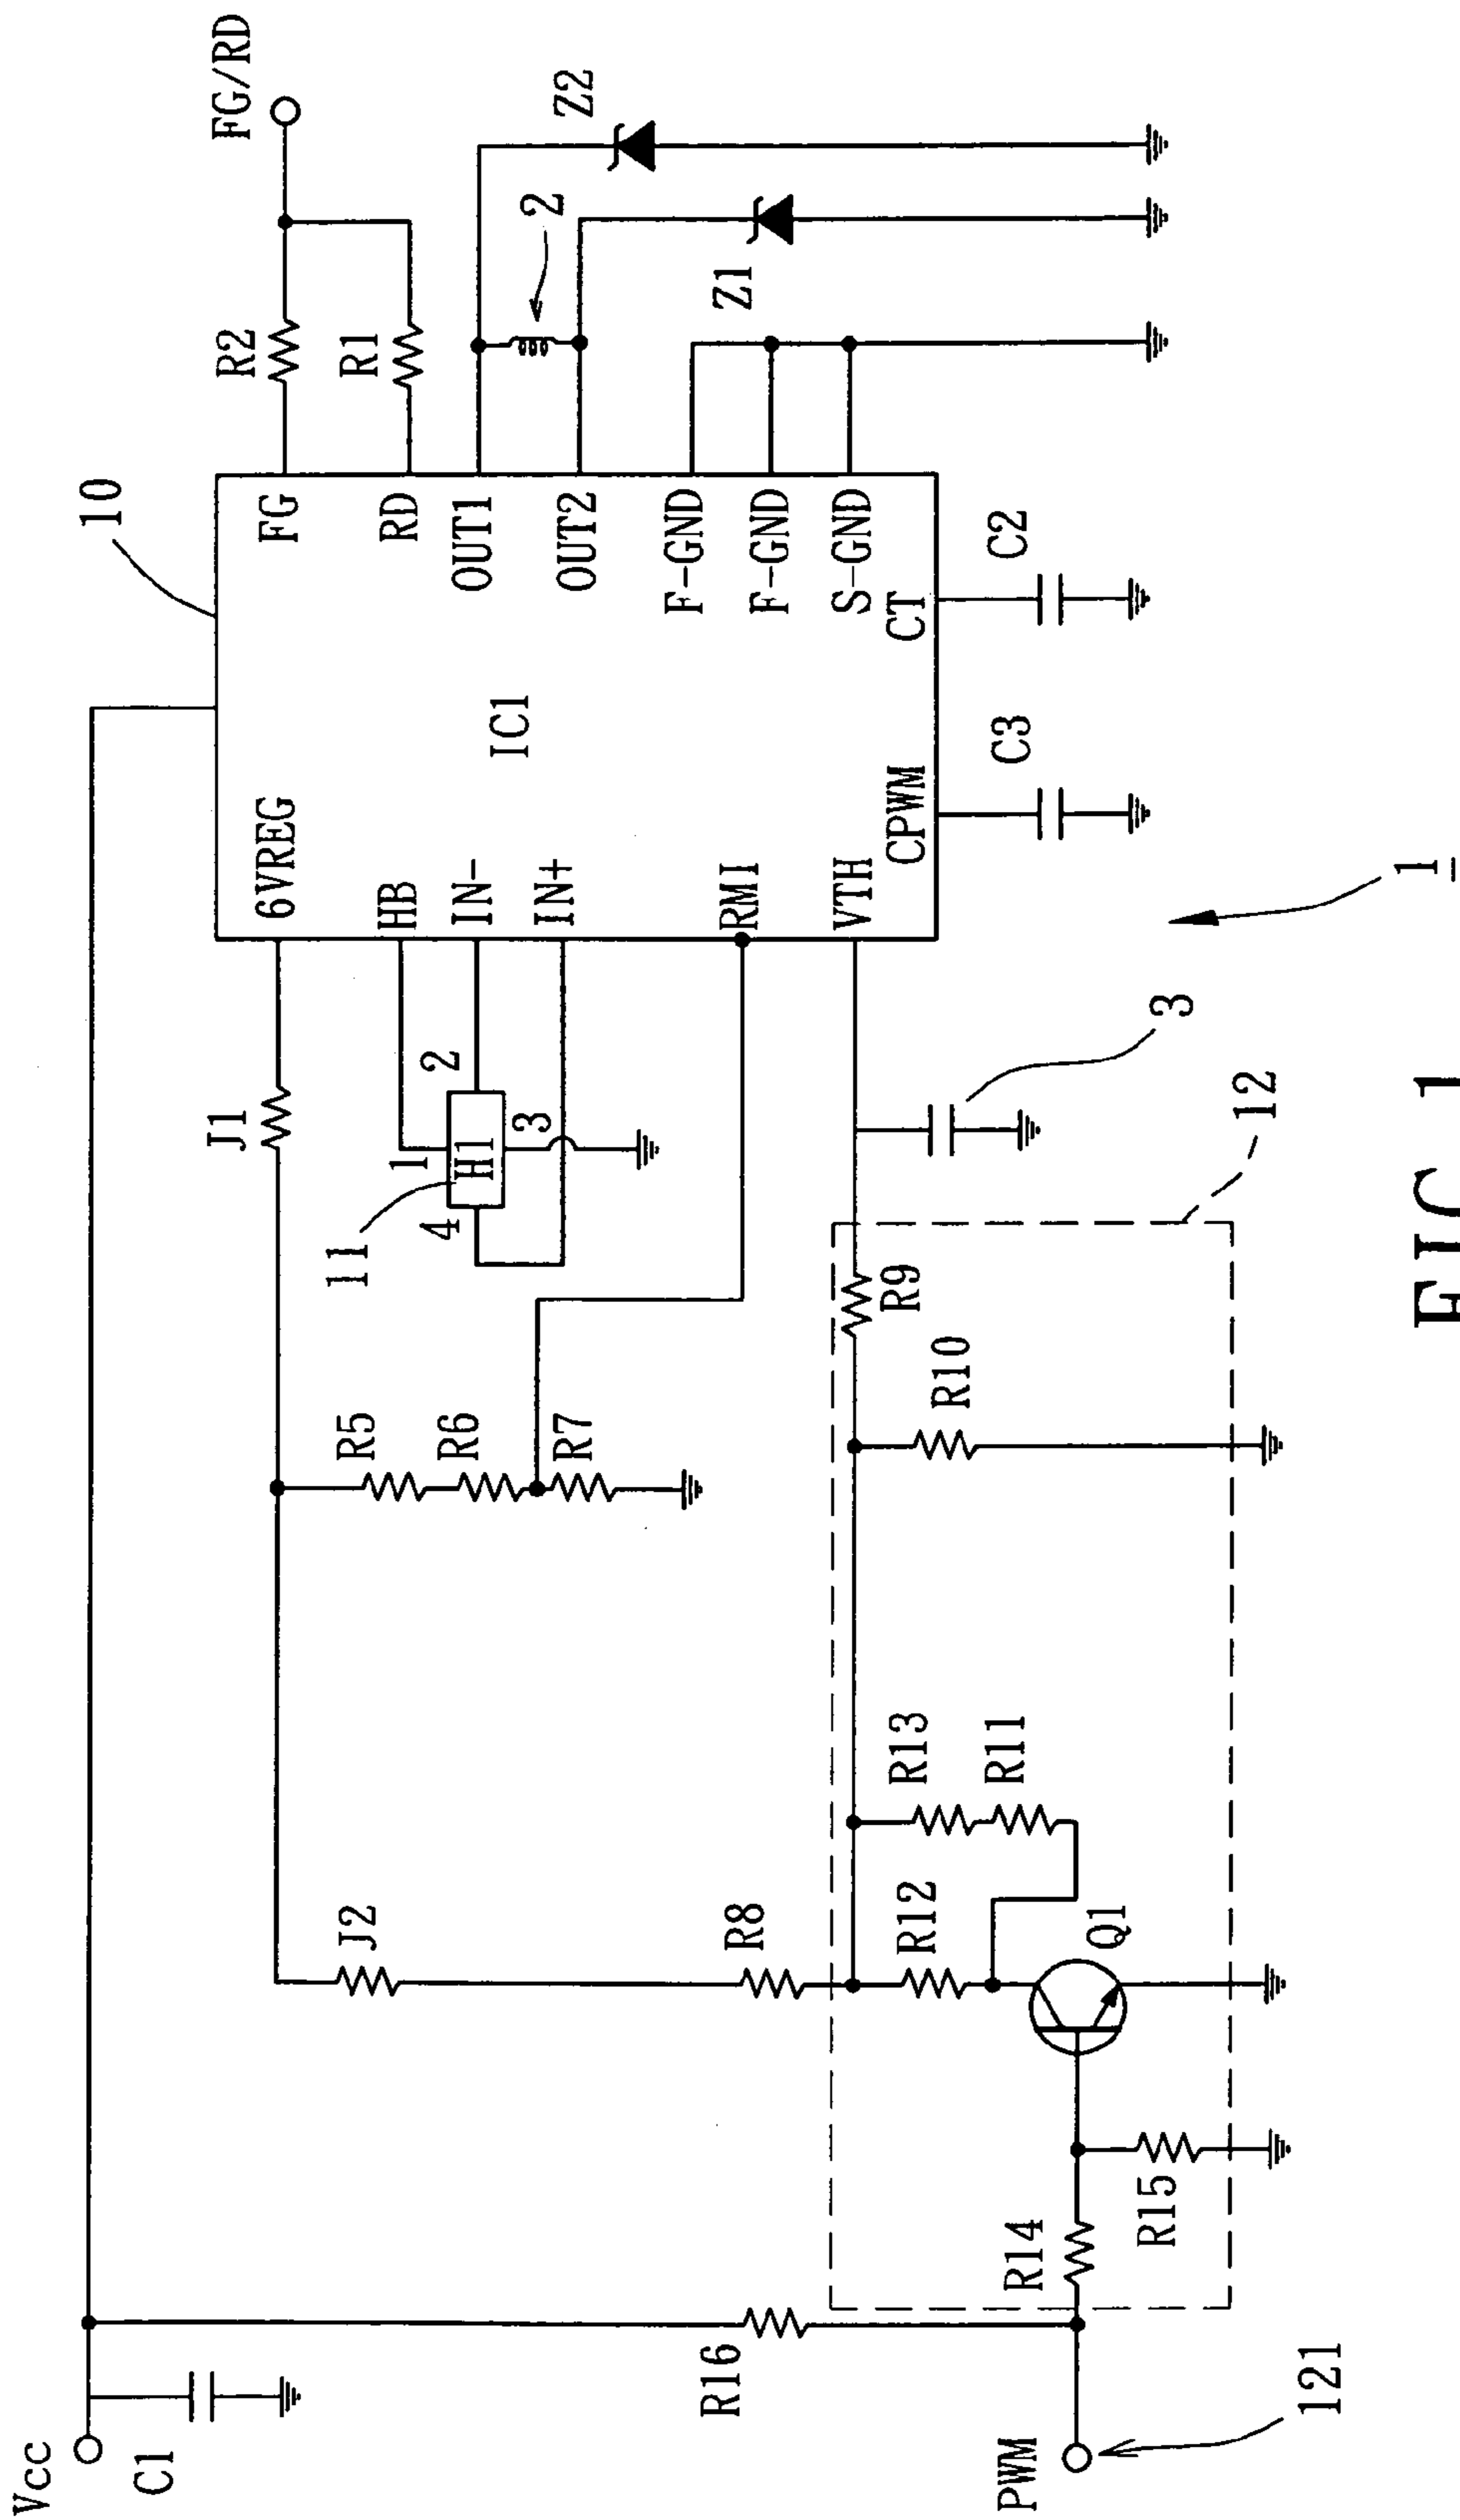 Vcc
C1
10
FG/RD
R2
R1
J1
6VREG
FG
RD
HB
IN-
IN+
RMI
VTH
CPWM
CT
IC1
OUT1
OUT2
F-GND
F-GND
S-GND
2
Z2
Z1
11
1
2
H1
3
4
R5
R6
R7
J2
R8
R16
R9
R10
R13
R11
R12
Q1
R14
R15
PWM
121
12
3
C3
C2
1
FIG 1